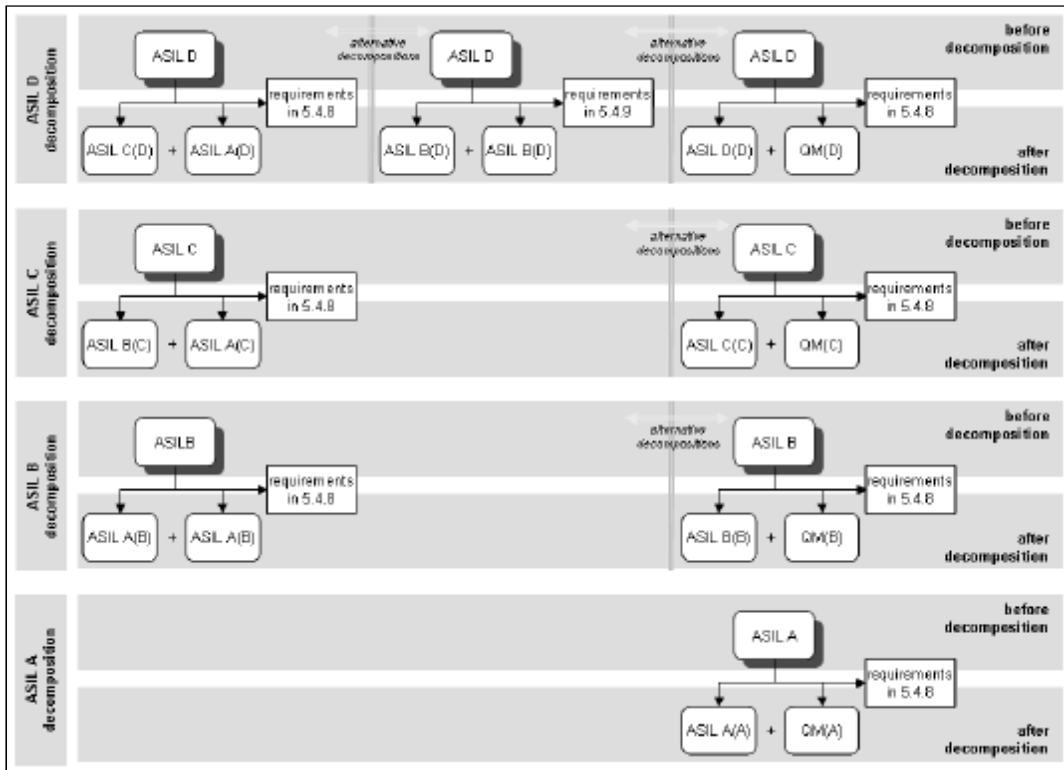 ASIL D
decomposition
ASIL D
alternative
decompositions
ASIL D
alternative
decompositions
ASIL D
before
decomposition
requirements
in 5.4.8
requirements
in 5.4.9
requirements
in 5.4.8
ASIL C(D) + ASIL A(D)
ASIL B(D) + ASIL B(D)
ASIL D(D) + QM(D)
after
decomposition
ASIL C
decomposition
ASIL C
alternative
decompositions
ASIL C
before
decomposition
requirements
in 5.4.8
requirements
in 5.4.8
ASIL B(C) + ASIL A(C)
ASIL C(C) + QM(C)
after
decomposition
ASIL B
decomposition
ASILB
alternative
decompositions
ASIL B
before
decomposition
requirements
in 5.4.8
requirements
in 5.4.8
ASIL A(B) + ASIL A(B)
ASIL B(B) + QM(B)
after
decomposition
ASIL A
decomposition
ASIL A
before
decomposition
requirements
in 5.4.8
ASIL A(A) + QM(A)
after
decomposition